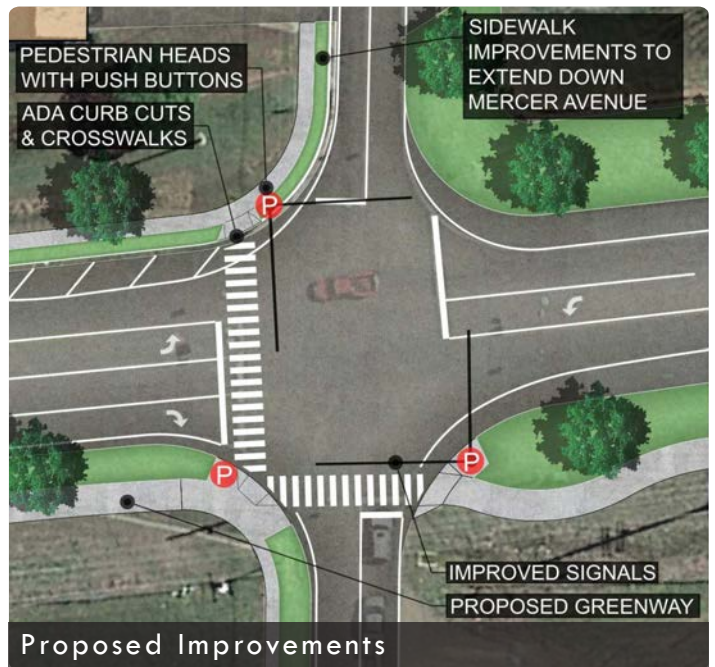 SIDEWALK
IMPROVEMENTS TO
EXTEND DOWN
MERCER AVENUE
PEDESTRIAN HEADS
WITH PUSH BUTTONS
ADA CURB CUTS
& CROSSWALKS
P
P
P
IMPROVED SIGNALS
PROPOSED GREENWAY
Proposed Improvements